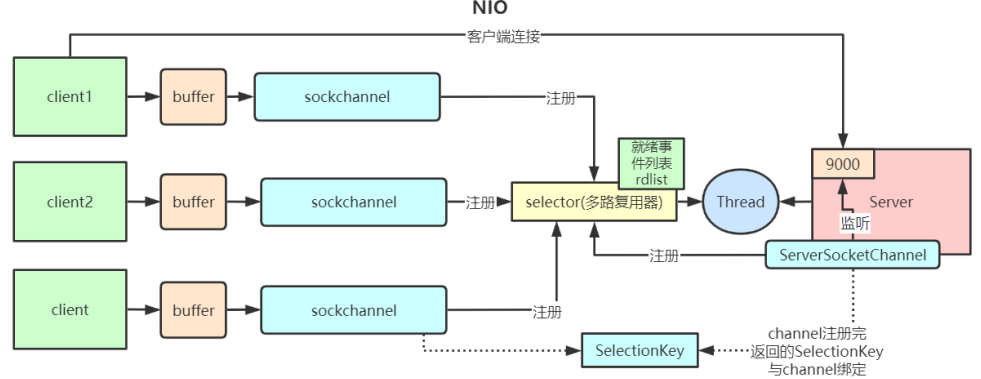 NIO
客户端连接
client1
buffer
sockchannel
注册
就绪事
件列表
rdlist
9000
client2
buffer
sockchannel
注册
selector(多路复用器)
Thread
Server
监听
注册
ServerSocketChannel
client
buffer
sockchannel
注册
SelectionKey
channel注册完
返回的SelectionKey
与channel绑定